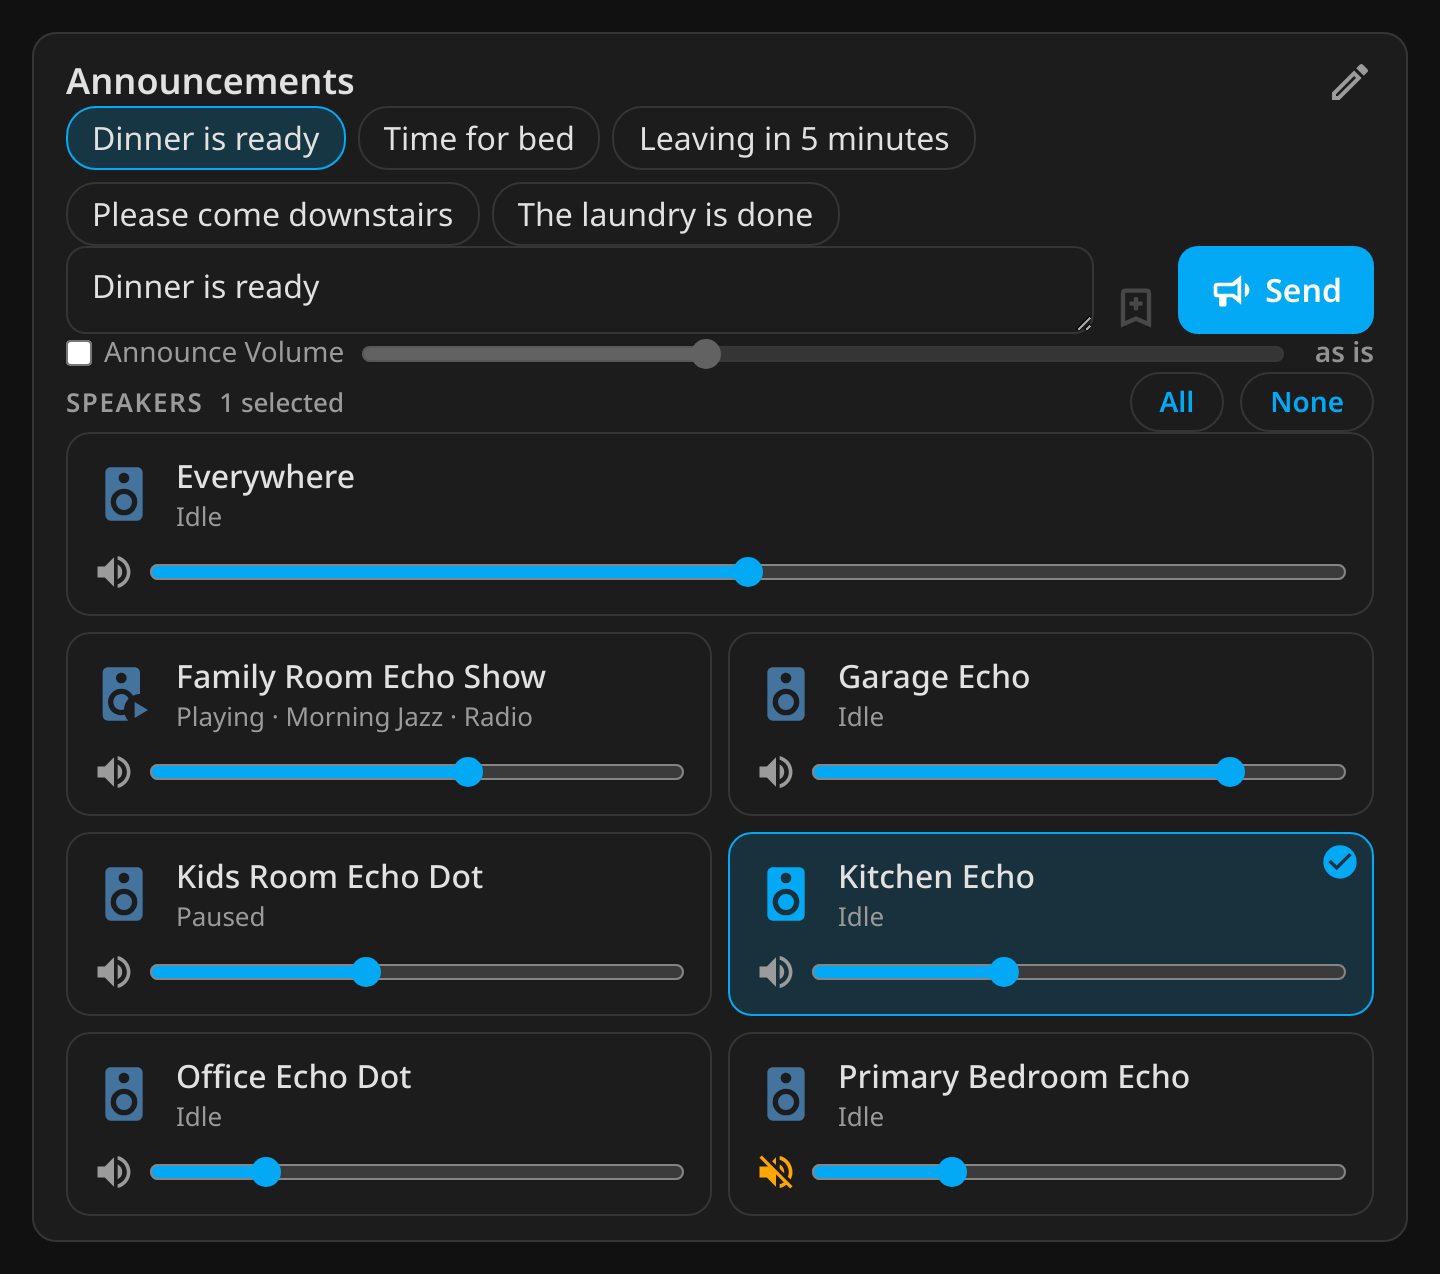 Announcements
Dinner is ready
Time for bed
Leaving in 5 minutes
Please come downstairs
The laundry is done
Dinner is ready
Send
Announce Volume
as is
SPEAKERS 1 selected
All
None
Everywhere
Idle
Family Room Echo Show
Playing · Morning Jazz · Radio
Garage Echo
Idle
Kids Room Echo Dot
Paused
Kitchen Echo
Idle
Office Echo Dot
Idle
Primary Bedroom Echo
Idle